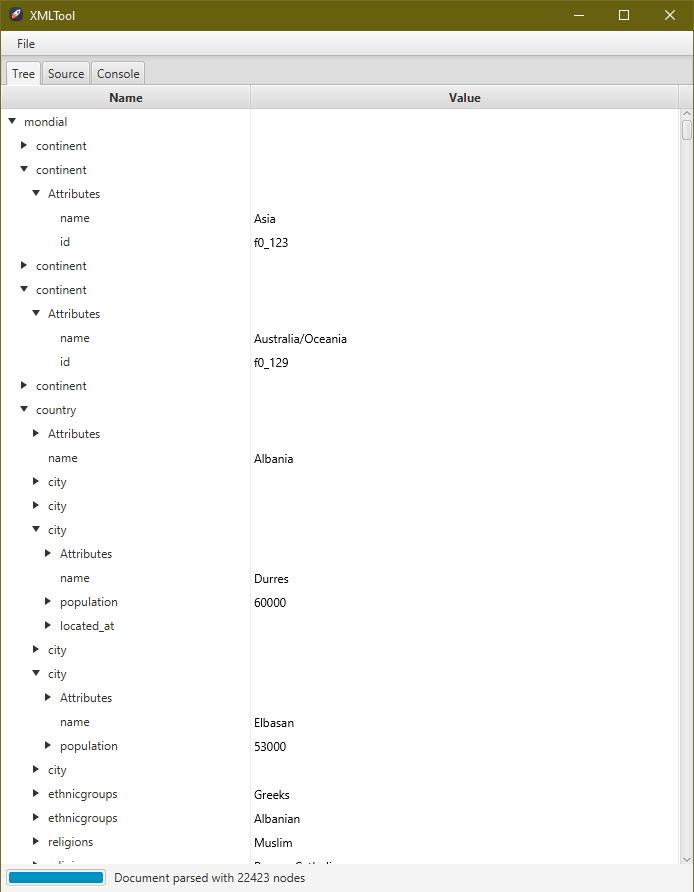 XMLTool
File
Tree Source Console
Name Value
mondial
continent
continent
Attributes
name Asia
id f0_123
continent
continent
Attributes
name Australia/Oceania
id f0_129
continent
country
Attributes
name Albania
city
city
city
Attributes
name Durres
population 60000
located_at
city
city
Attributes
name Elbasan
population 53000
city
ethnicgroups Greeks
ethnicgroups Albanian
religions Muslim
Document parsed with 22423 nodes